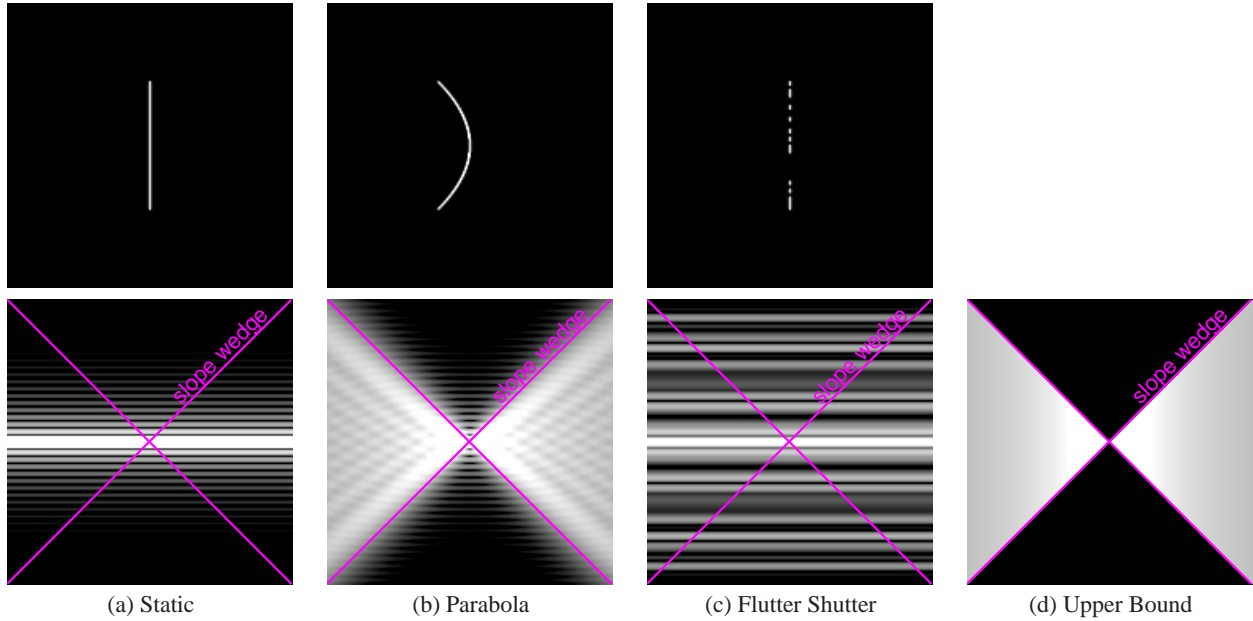 slope wedge
slope wedge
slope wedge
slope wedge
(a) Static
(b) Parabola
(c) Flutter Shutter
(d) Upper Bound